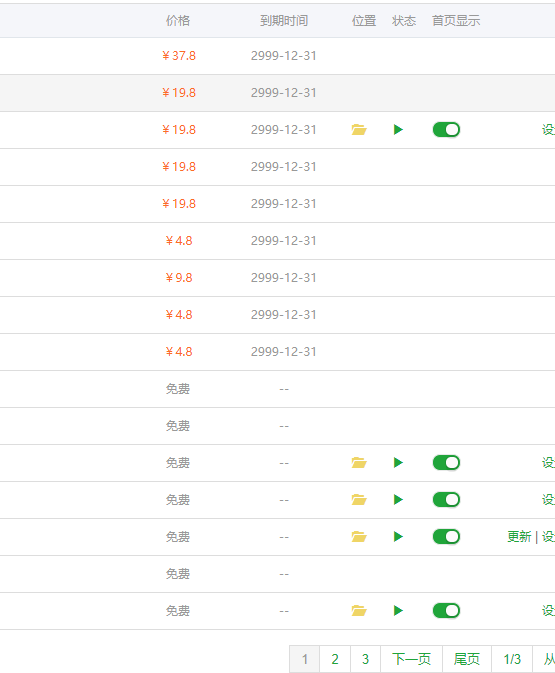 价格 到期时间 位置 状态 首页显示
￥37.8 2999-12-31
￥19.8 2999-12-31
￥19.8 2999-12-31 设
￥19.8 2999-12-31
￥19.8 2999-12-31
￥4.8 2999-12-31
￥9.8 2999-12-31
￥4.8 2999-12-31
￥4.8 2999-12-31
免费 --
免费 --
免费 -- 设
免费 -- 设
免费 -- 更新 | 设
免费 --
免费 -- 设
1 2 3 下一页 尾页 1/3 从